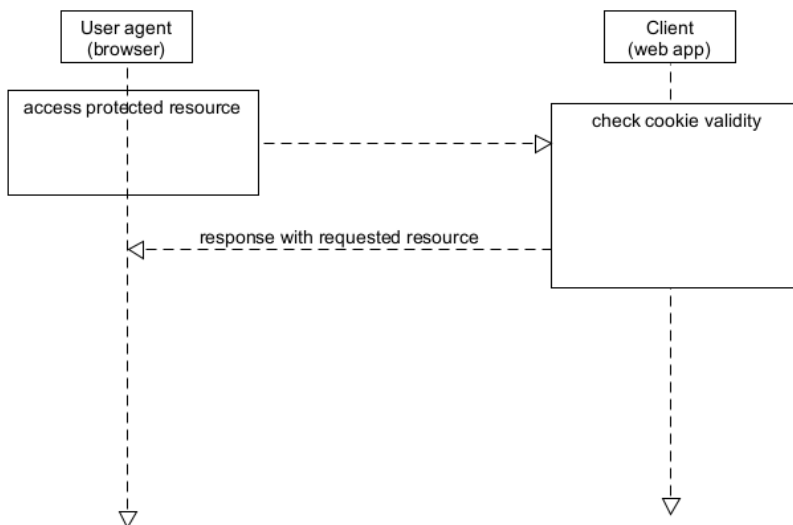 User agent
(browser)
Client
(web app)
access protected resource
check cookie validity
response with requested resource